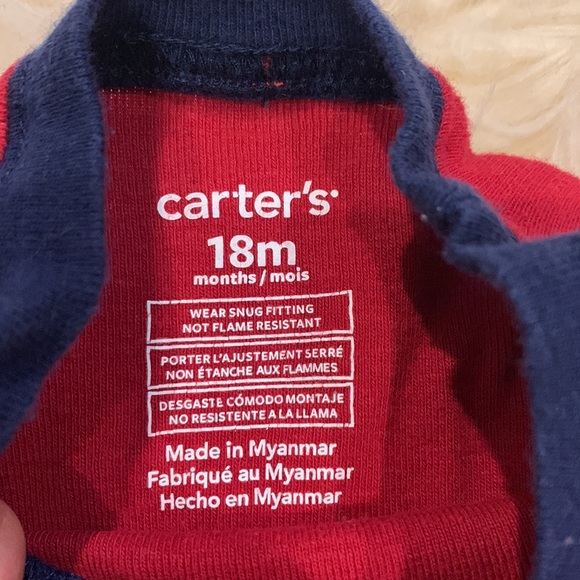 carter's
18m
months / mois
WEAR SNUG FITTING
NOT FLAME RESISTANT
PORTER L'AJUSTEMENT SERRÉ
NON ÉTANCHE AUX FLAMMES
DESGASTE CÓMODO MONTAJE
NO RESISTENTE A LA LLAMA
Made in Myanmar
Fabriqué au Myanmar
Hecho en Myanmar